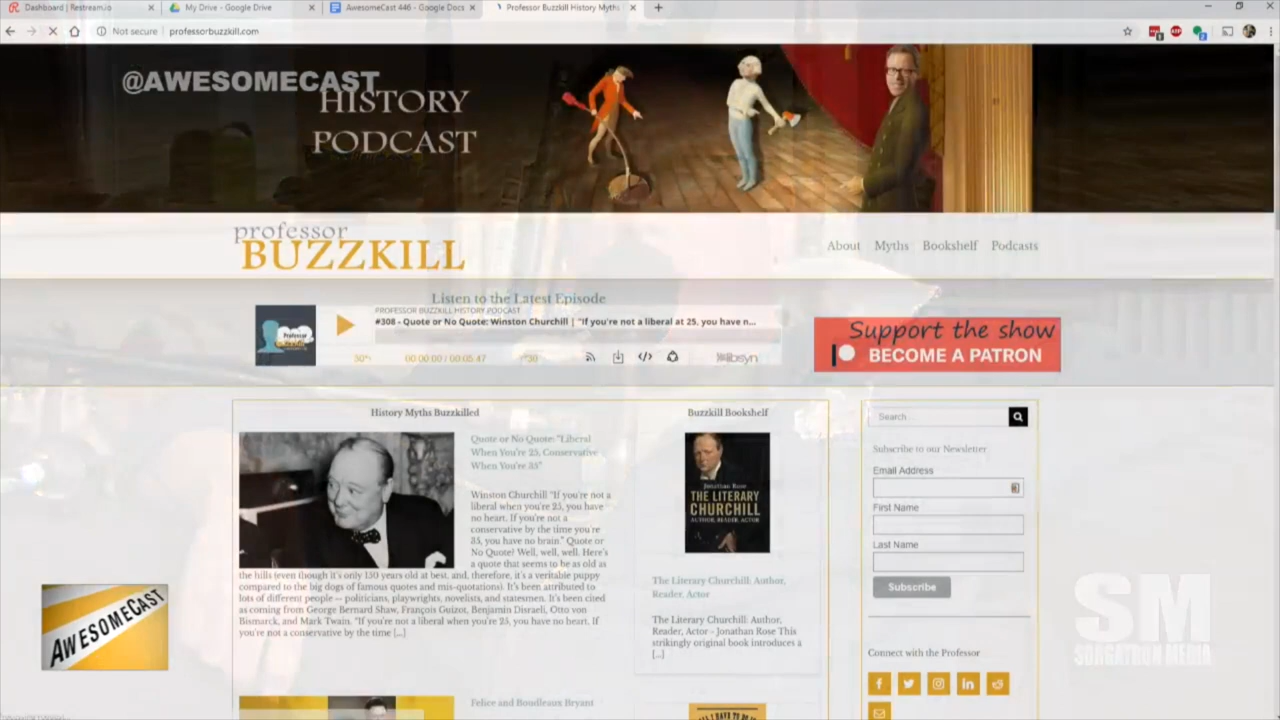 Dashboard | Restream.io
My Drive - Google Drive
AwesomeCast 446 - Google Docs
Professor Buzzkill History Myths
Not secure | professorbuzzkill.com
@AWESOMECAST
HISTORY
PODCAST
professor
BUZZKILL
About Myths Bookshelf Podcasts
Listen to the Latest Episode
PROFESSOR BUZZKILL HISTORY PODCAST
#308 - Quote or No Quote: Winston Churchill | "If you're not a liberal at 25, you have n...
00:00:00 / 00:05:47
libsyn
Support the show
BECOME A PATRON
History Myths Buzzkilled
Quote or No Quote: "Liberal
When You're 25, Conservative
When You're 35"
Winston Churchill "If you're not a
liberal when you're 25, you have
no heart. If you're not a
conservative by the time you're
35, you have no brain." Quote or
No Quote? Well, well, well. Here's
a quote that seems to be as old as
the hills (even though it's only 150 years old at best, and, therefore, it's a veritable puppy
compared to the big dogs of famous quotes and mis-quotations). It's been attributed to
lots of different people -- politicians, playwrights, novelists, and statesmen. It's been cited
as coming from George Bernard Shaw, François Guizot, Benjamin Disraeli, Otto von
Bismarck, and Mark Twain. "If you're not a liberal when you're 25, you have no heart. If
you're not a conservative by the time [...]
Felice and Boudleaux Bryant
Buzzkill Bookshelf
Jonathan Rose
THE LITERARY
CHURCHILL
AUTHOR, READER, ACTOR
The Literary Churchill: Author,
Reader, Actor
The Literary Churchill: Author,
Reader, Actor - Jonathan Rose This
strikingly original book introduces a
[...]
Search...
Subscribe to our Newsletter
Email Address
First Name
Last Name
Subscribe
Connect with the Professor
AWESOMECAST
SM
SORGATRON MEDIA